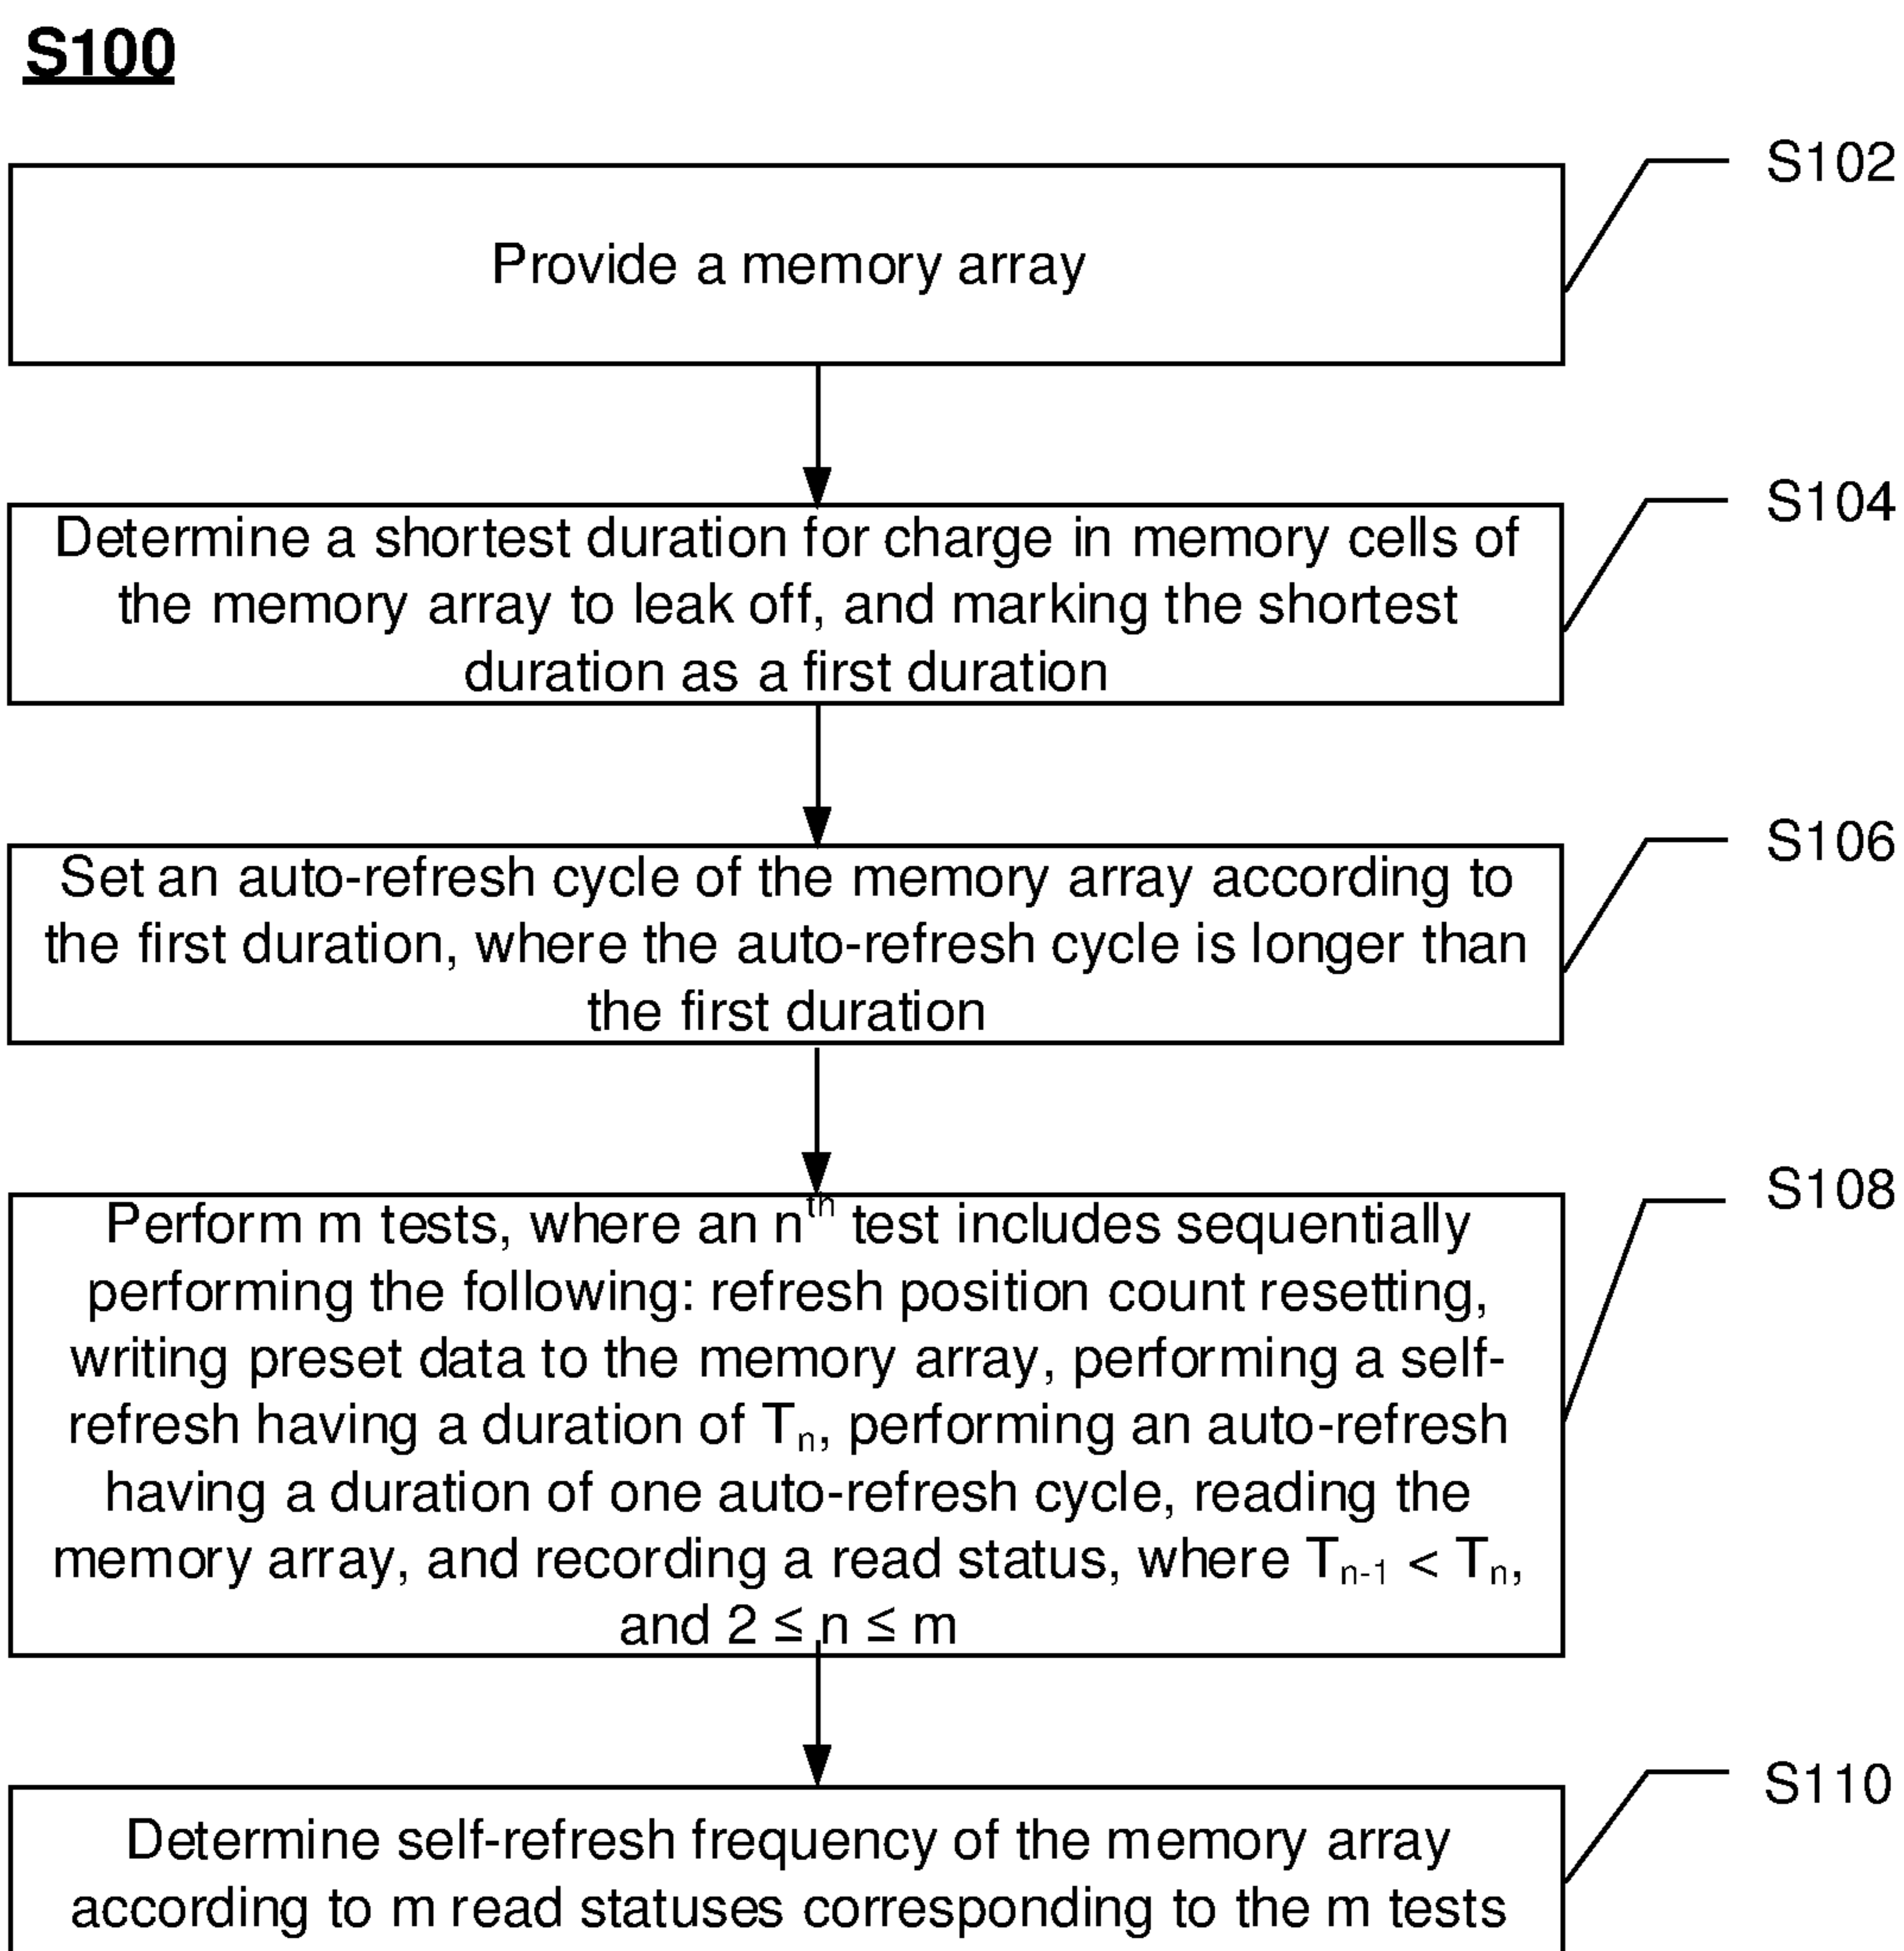 S100
S102
Provide a memory array
S104
Determine a shortest duration for charge in memory cells of
the memory array to leak off, and marking the shortest
duration as a first duration
S106
Set an auto-refresh cycle of the memory array according to
the first duration, where the auto-refresh cycle is longer than
the first duration
S108
Perform m tests, where an nth test includes sequentially
performing the following: refresh position count resetting,
writing preset data to the memory array, performing a self-
refresh having a duration of Tn, performing an auto-refresh
having a duration of one auto-refresh cycle, reading the
memory array, and recording a read status, where Tn-1 < Tn,
and 2 ≤ n ≤ m
S110
Determine self-refresh frequency of the memory array
according to m read statuses corresponding to the m tests